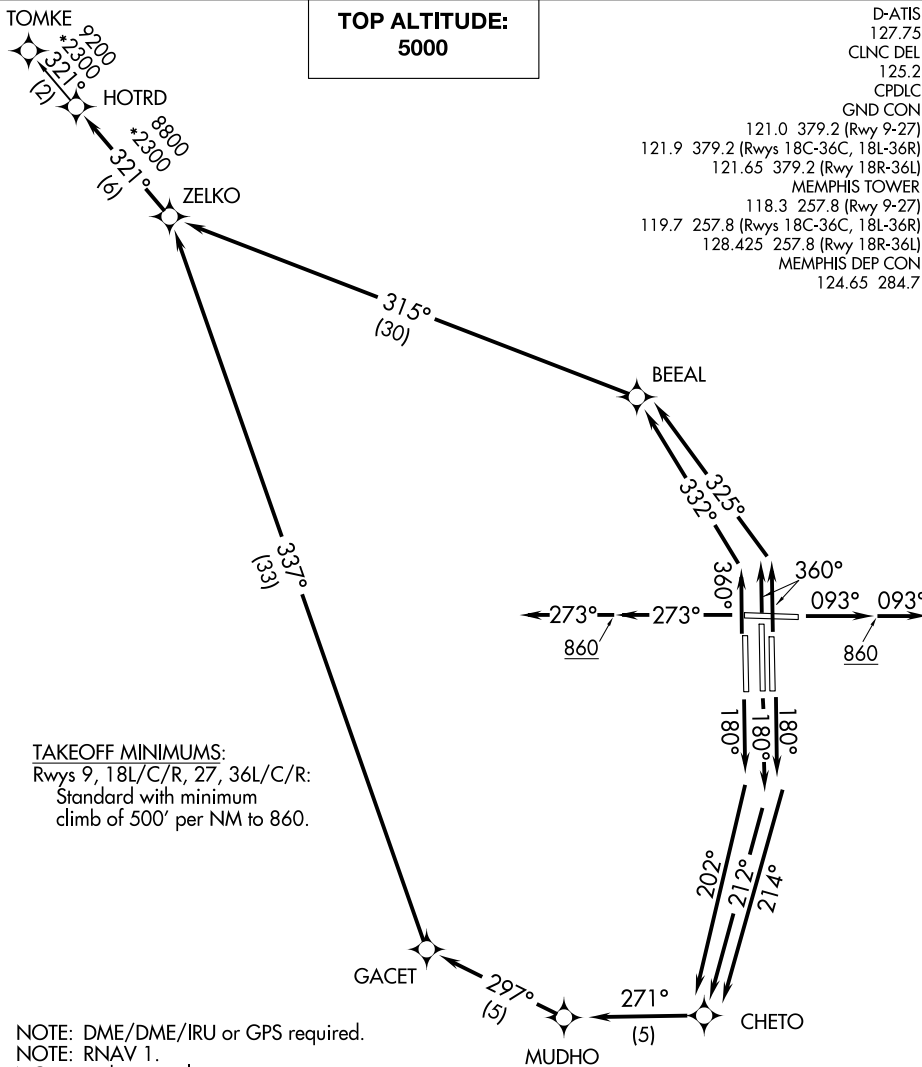 TOMKE
9200
*2300
321°
(2)
HOTRD
8800
*2300
321°
(6)
ZELKO
TOP ALTITUDE:
5000
D-ATIS
127.75
CLNC DEL
125.2
CPDLC
GND CON
121.0 379.2 (Rwy 9-27)
121.9 379.2 (Rwys 18C-36C, 18L-36R)
121.65 379.2 (Rwy 18R-36L)
MEMPHIS TOWER
118.3 257.8 (Rwy 9-27)
119.7 257.8 (Rwys 18C-36C, 18L-36R)
128.425 257.8 (Rwy 18R-36L)
MEMPHIS DEP CON
124.65 284.7
315°
(30)
BEEAL
325°
332°
360°
360°
273°
273°
093°
093°
860
860
337°
(33)
180°
180°
180°
202°
212°
214°
TAKEOFF MINIMUMS:
Rwys 9, 18L/C/R, 27, 36L/C/R:
Standard with minimum
climb of 500' per NM to 860.
GACET
297°
(5)
MUDHO
271°
(5)
CHETO
NOTE: DME/DME/IRU or GPS required.
NOTE: RNAV 1.